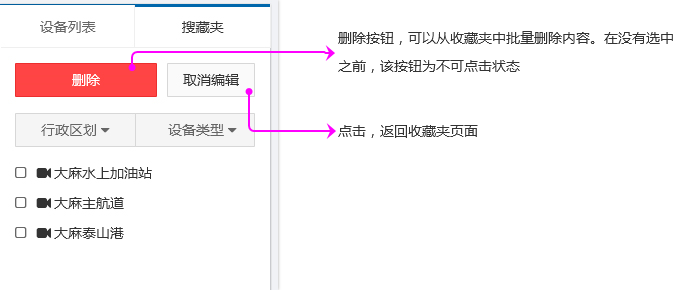 设备列表
搜藏夹
删除
取消编辑
行政区划
设备类型
大麻水上加油站
大麻主航道
大麻泰山港
删除按钮，可以从收藏夹中批量删除内容。在没有选中
之前，该按钮为不可点击状态
点击，返回收藏夹页面